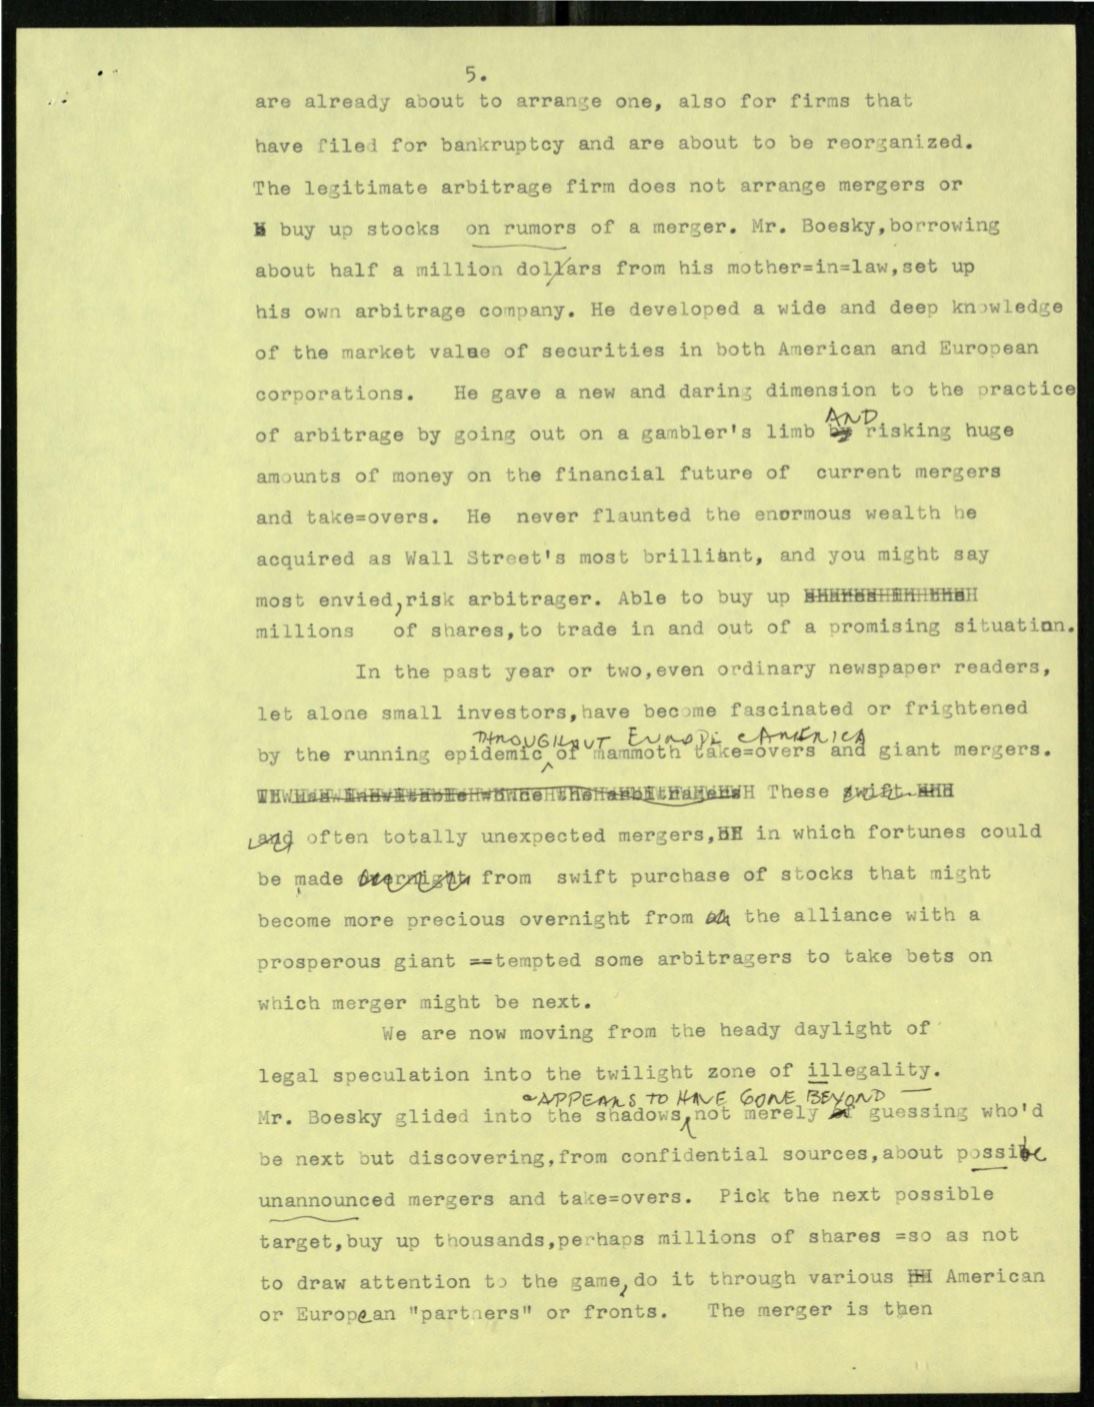 5.
are already about to arrange one, also for firms that
have filed for bankruptcy and are about to be reorganized.
The legitimate arbitrage firm does not arrange mergers or
buy up stocks on rumors of a merger. Mr. Boesky,borrowing
about half a million dollars from his mother=in=law,set up
his own arbitrage company. He developed a wide and deep knowledge
of the market value of securities in both American and European
corporations. He gave a new and daring dimension to the practice
AND
of arbitrage by going out on a gambler's limb by risking huge
amounts of money on the financial future of current mergers
and take=overs. He never flaunted the enormous wealth he
acquired as Wall Street's most brilliant, and you might say
most envied,risk arbitrager. Able to buy up shares in the
millions of shares,to trade in and out of a promising situation.
In the past year or two,even ordinary newspaper readers,
let alone small investors,have become fascinated or frightened
THROUGHOUT EUROPE & AMERICA
by the running epidemic of mammoth take=overs and giant mergers.
These swift and
and often totally unexpected mergers, in which fortunes could
be made overnight from swift purchase of stocks that might
become more precious overnight from the alliance with a
prosperous giant ==tempted some arbitragers to take bets on
which merger might be next.
We are now moving from the heady daylight of
legal speculation into the twilight zone of illegality.
APPEARS TO HAVE GONE BEYOND
Mr. Boesky glided into the shadows,not merely of guessing who'd
be next but discovering,from confidential sources,about possible
unannounced mergers and take=overs. Pick the next possible
target,buy up thousands,perhaps millions of shares =so as not
to draw attention to the game,do it through various American
or European "partners" or fronts. The merger is then